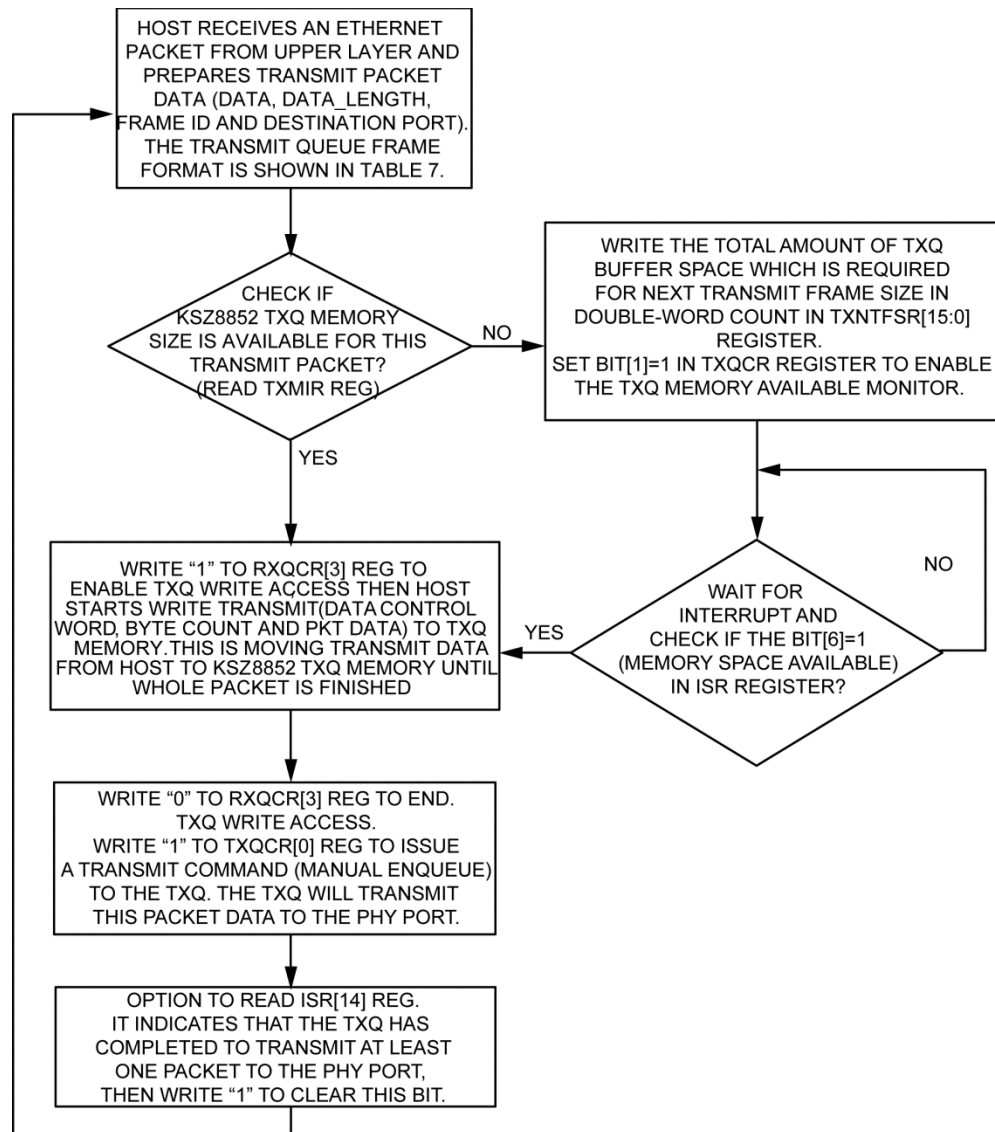 HOST RECEIVES AN ETHERNET
PACKET FROM UPPER LAYER AND
PREPARES TRANSMIT PACKET
DATA (DATA, DATA_LENGTH,
FRAME ID AND DESTINATION PORT).
THE TRANSMIT QUEUE FRAME
FORMAT IS SHOWN IN TABLE 7.
CHECK IF
KSZ8852 TXQ MEMORY
SIZE IS AVAILABLE FOR THIS
TRANSMIT PACKET?
(READ TXMIR REG)
NO
WRITE THE TOTAL AMOUNT OF TXQ
BUFFER SPACE WHICH IS REQUIRED
FOR NEXT TRANSMIT FRAME SIZE IN
DOUBLE-WORD COUNT IN TXNTFSR[15:0]
REGISTER.
SET BIT[1]=1 IN TXQCR REGISTER TO ENABLE
THE TXQ MEMORY AVAILABLE MONITOR.
YES
WAIT FOR
INTERRUPT AND
CHECK IF THE BIT[6]=1
(MEMORY SPACE AVAILABLE)
IN ISR REGISTER?
NO
YES
WRITE “1” TO RXQCR[3] REG TO
ENABLE TXQ WRITE ACCESS THEN HOST
STARTS WRITE TRANSMIT(DATA CONTROL
WORD, BYTE COUNT AND PKT DATA) TO TXQ
MEMORY.THIS IS MOVING TRANSMIT DATA
FROM HOST TO KSZ8852 TXQ MEMORY UNTIL
WHOLE PACKET IS FINISHED
WRITE “0” TO RXQCR[3] REG TO END.
TXQ WRITE ACCESS.
WRITE “1” TO TXQCR[0] REG TO ISSUE
A TRANSMIT COMMAND (MANUAL ENQUEUE)
TO THE TXQ. THE TXQ WILL TRANSMIT
THIS PACKET DATA TO THE PHY PORT.
OPTION TO READ ISR[14] REG.
IT INDICATES THAT THE TXQ HAS
COMPLETED TO TRANSMIT AT LEAST
ONE PACKET TO THE PHY PORT,
THEN WRITE “1” TO CLEAR THIS BIT.